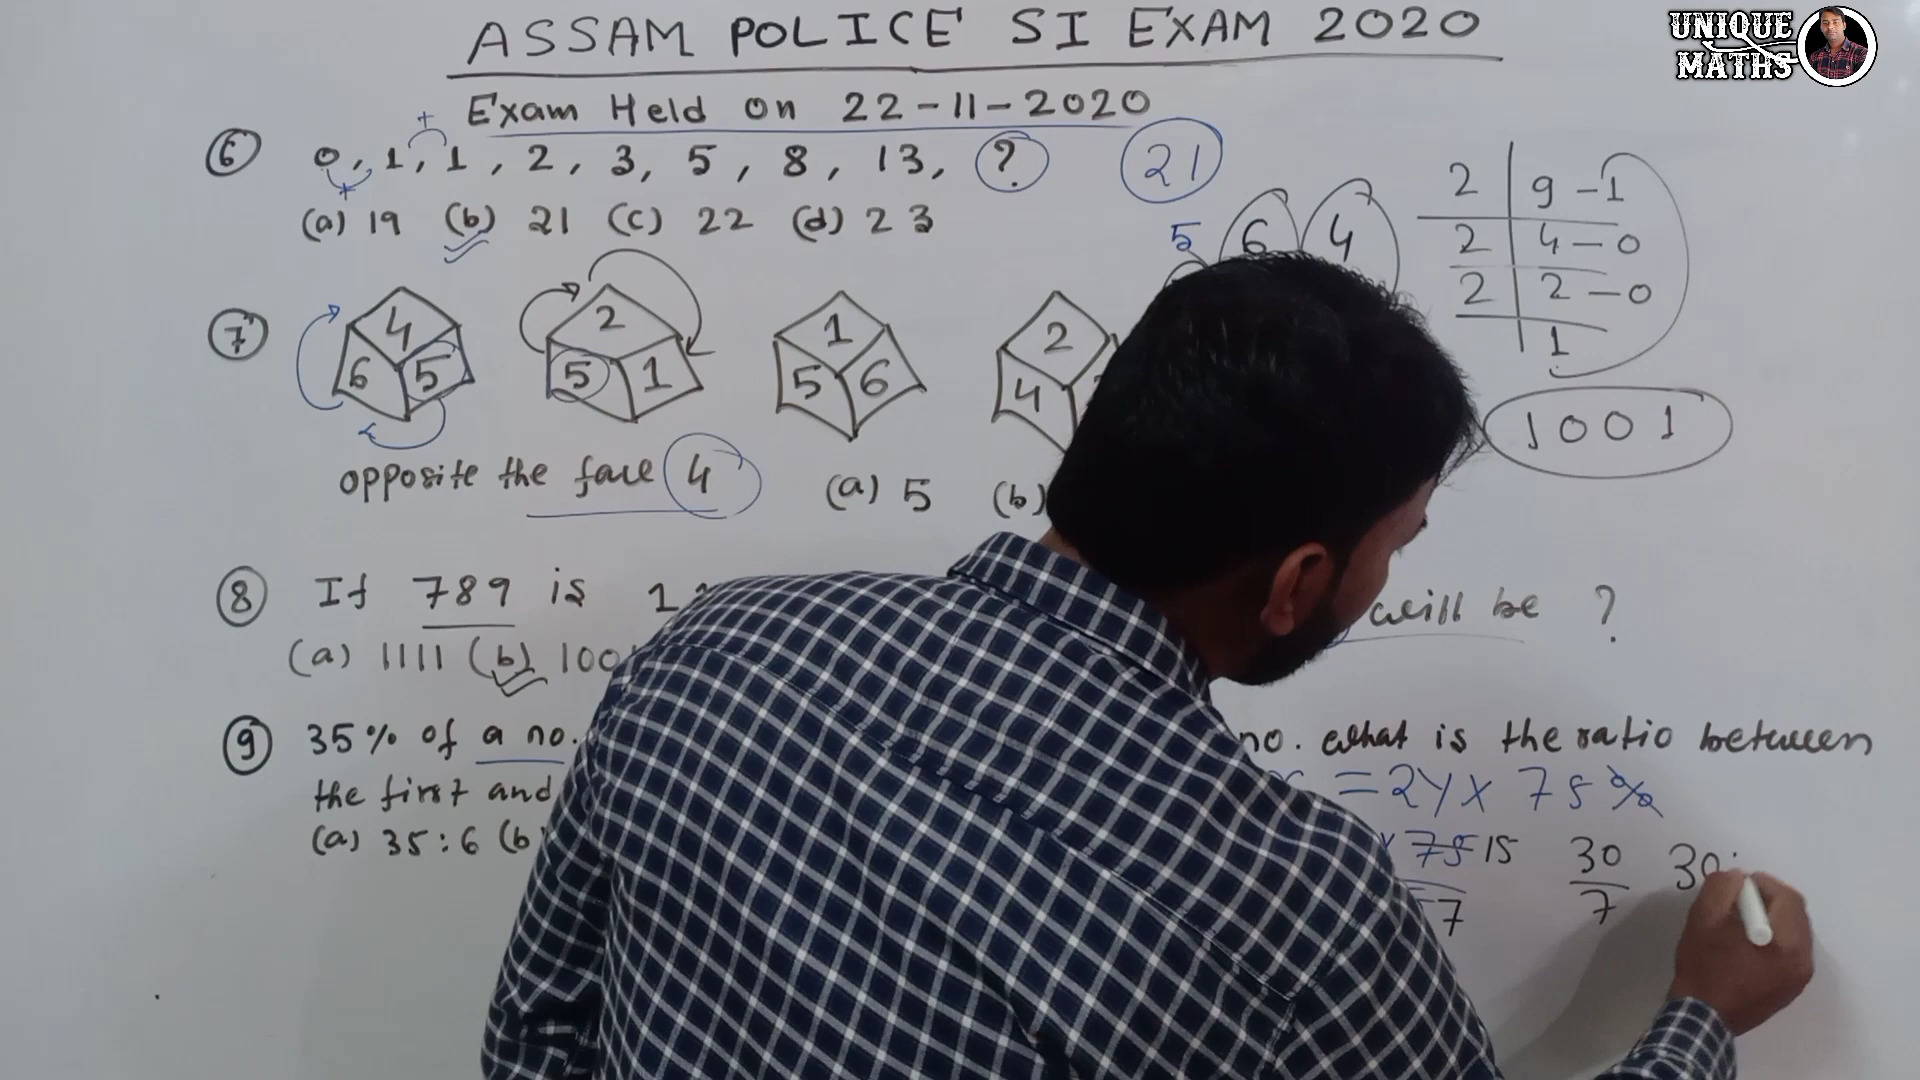 ASSAM POLICE SI EXAM 2020
UNIQUE
MATHS
Exam Held on 22-11-2020
6 0, 1, 1, 2, 3, 5, 8, 13, ? 21
+ +
(a) 19 (b) 21 (c) 22 (d) 23
5 6 4
2 9 - 1
2 4 - 0
2 2 - 0
1
1001
7 4 6 5 2 5 1 1 5 6 2 4
opposite the face 4 (a) 5 (b)
8 If 789 is will be ?
(a) 1111 (b) 100
9 35% of a no. no. what is the ratio between
the first and = 2y x 75%
(a) 35:6 (b 75 15 30 30:
7 7